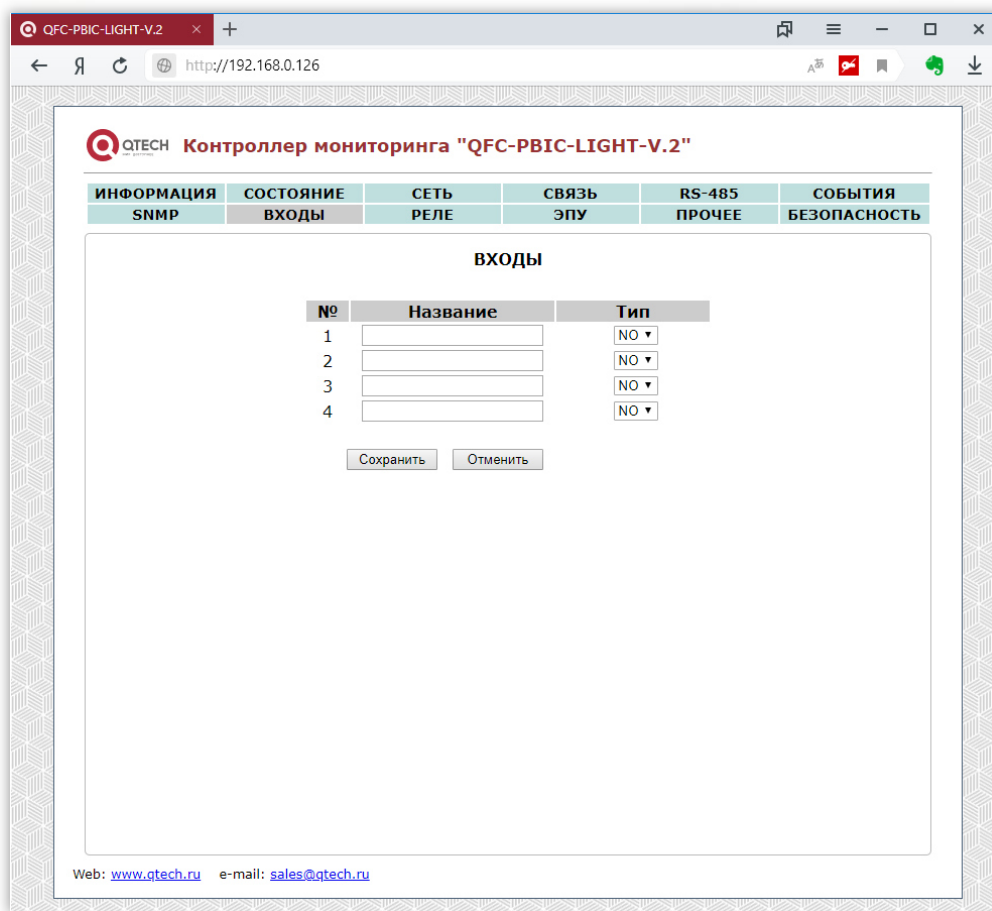 QFC-PBIC-LIGHT-V.2
http://192.168.0.126
QTECH Контроллер мониторинга "QFC-PBIC-LIGHT-V.2"
ИНФОРМАЦИЯ СОСТОЯНИЕ СЕТЬ СВЯЗЬ RS-485 СОБЫТИЯ
SNMP ВХОДЫ РЕЛЕ ЭПУ ПРОЧЕЕ БЕЗОПАСНОСТЬ
ВХОДЫ
№ Название Тип
1 NO
2 NO
3 NO
4 NO
Сохранить Отменить
Web: www.qtech.ru e-mail: sales@qtech.ru